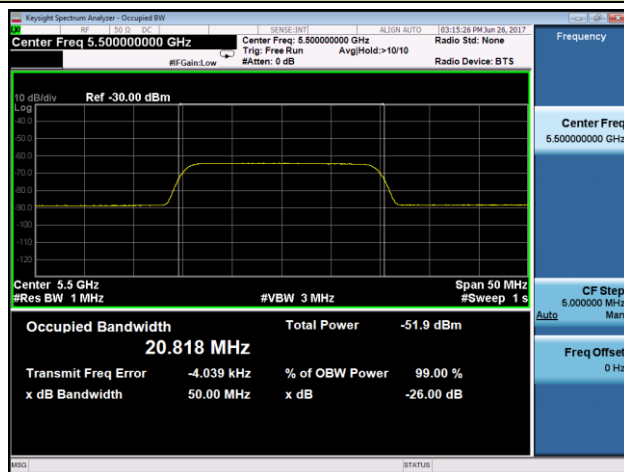 Keysight Spectrum Analyzer - Occupied BW
RF 50 Ω DC SENSE:INT ALIGN AUTO 03:15:26 PM Jun 26, 2017
Center Freq 5.500000000 GHz
Center Freq: 5.500000000 GHz Radio Std: None
Trig: Free Run Avg|Hold:>10/10
#IFGain:Low #Atten: 0 dB Radio Device: BTS
10 dB/div Ref -30.00 dBm
Log
-40.0
-50.0
-60.0
-70.0
-80.0
-90.0
-100
-110
-120
Center 5.5 GHz Span 50 MHz
#Res BW 1 MHz #VBW 3 MHz #Sweep 1 s
Occupied Bandwidth Total Power -51.9 dBm
20.818 MHz
Transmit Freq Error -4.039 kHz % of OBW Power 99.00 %
x dB Bandwidth 50.00 MHz x dB -26.00 dB
MSG STATUS
Frequency
Center Freq
5.500000000 GHz
CF Step
5.000000 MHz
Auto Man
Freq Offset
0 Hz